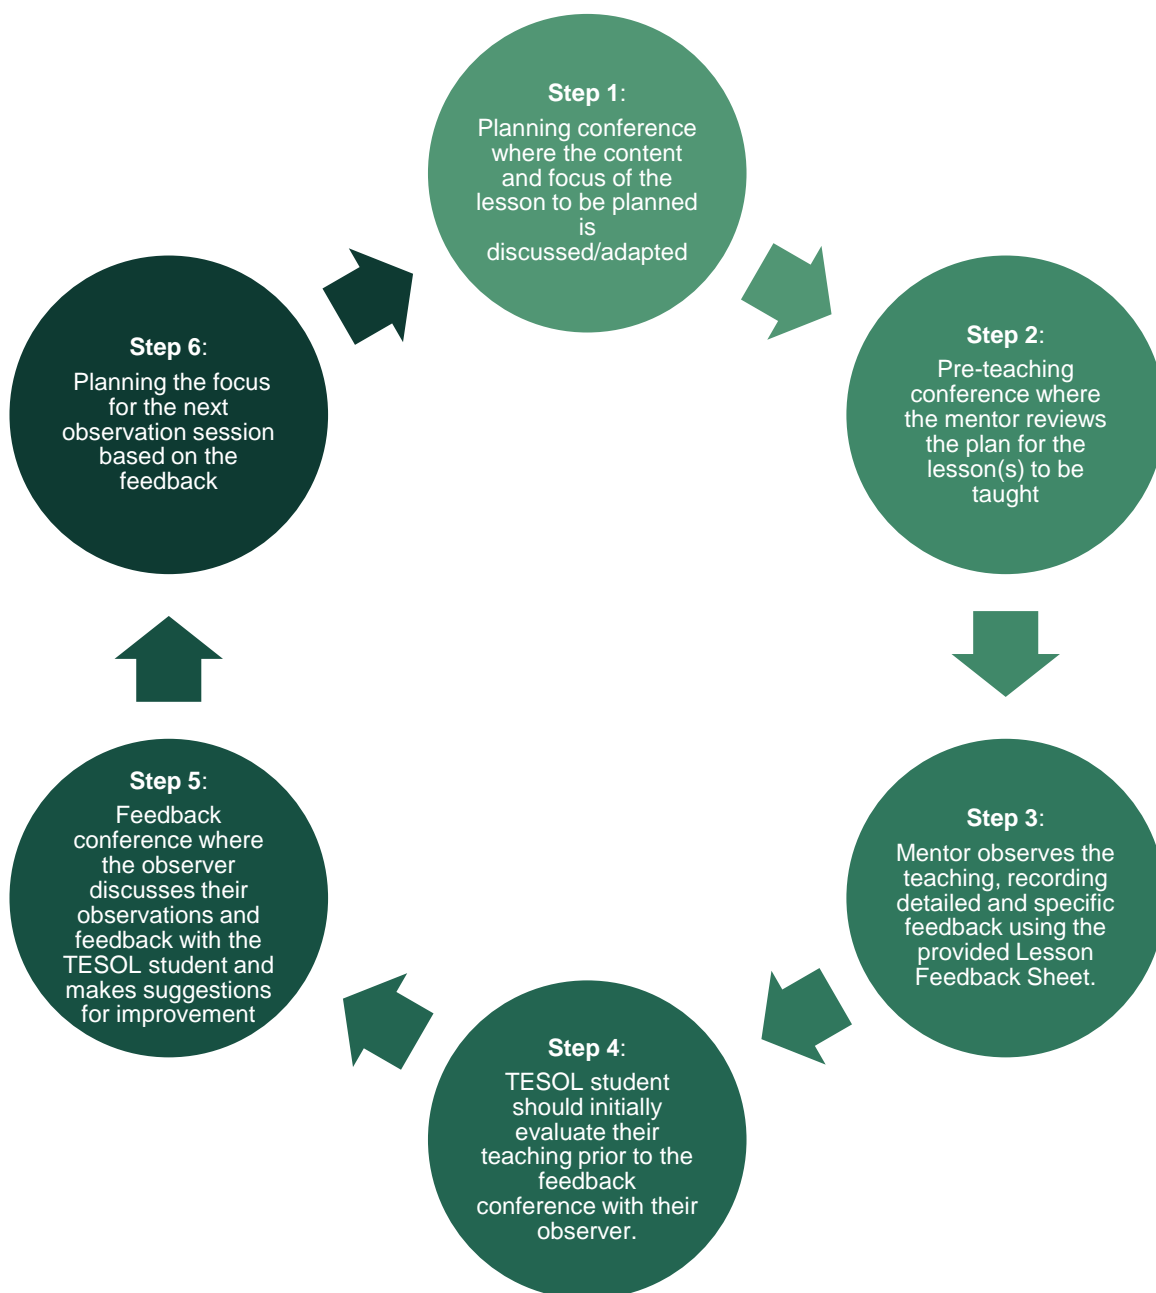 Step 1:
Planning conference
where the content
and focus of the
lesson to be planned
is
discussed/adapted
Step 2:
Pre-teaching
conference where
the mentor reviews
the plan for the
lesson(s) to be
taught
Step 3:
Mentor observes the
teaching, recording
detailed and specific
feedback using the
provided Lesson
Feedback Sheet.
Step 4:
TESOL student
should initially
evaluate their
teaching prior to the
feedback
conference with their
observer.
Step 5:
Feedback
conference where
the observer
discusses their
observations and
feedback with the
TESOL student and
makes suggestions
for improvement
Step 6:
Planning the focus
for the next
observation session
based on the
feedback